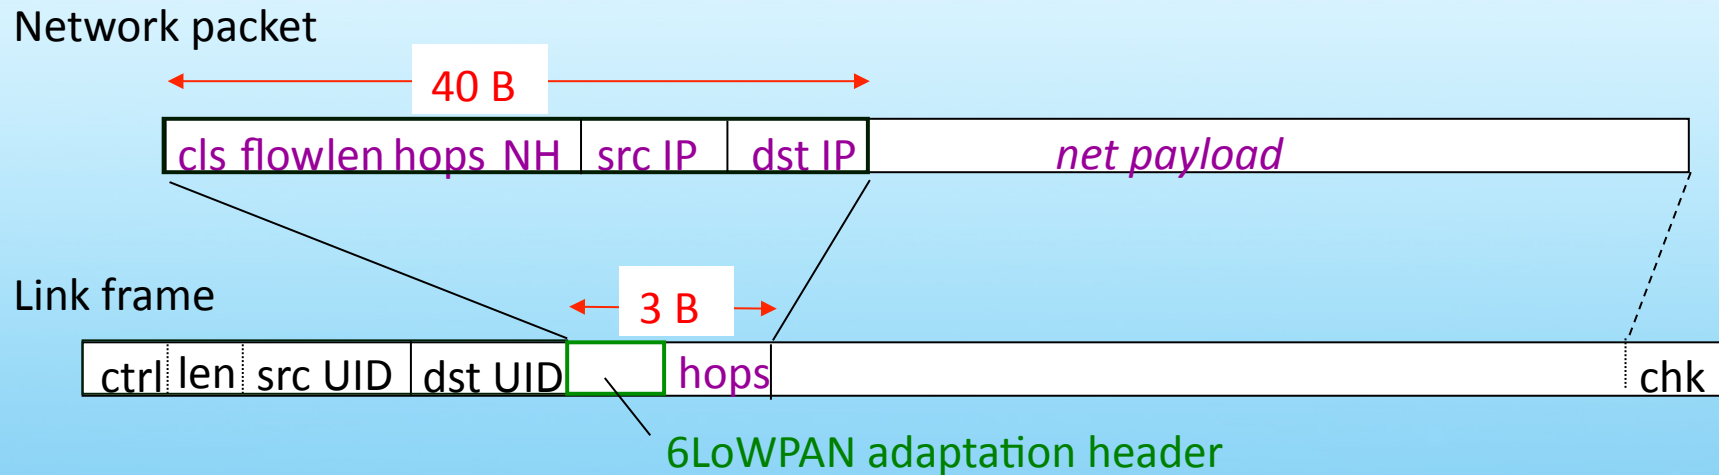 Network packet
40 B
cls flowlen hops NH src IP dst IP net payload
Link frame
3 B
ctrl len src UID dst UID hops chk
6LoWPAN adaptation header